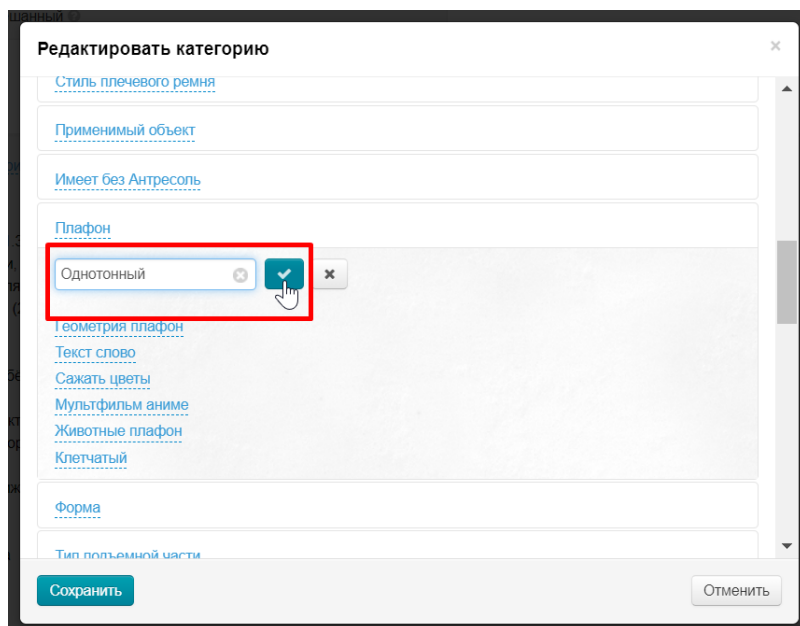 Редактировать категорию
Стиль плечевого ремня
Применимый объект
Имеет без Антресоль
Плафон
Однотонный
Геометрия плафон
Текст слово
Сажать цветы
Мультфильм аниме
Животные плафон
Клетчатый
Форма
Тип подъемной части
Сохранить
Отменить